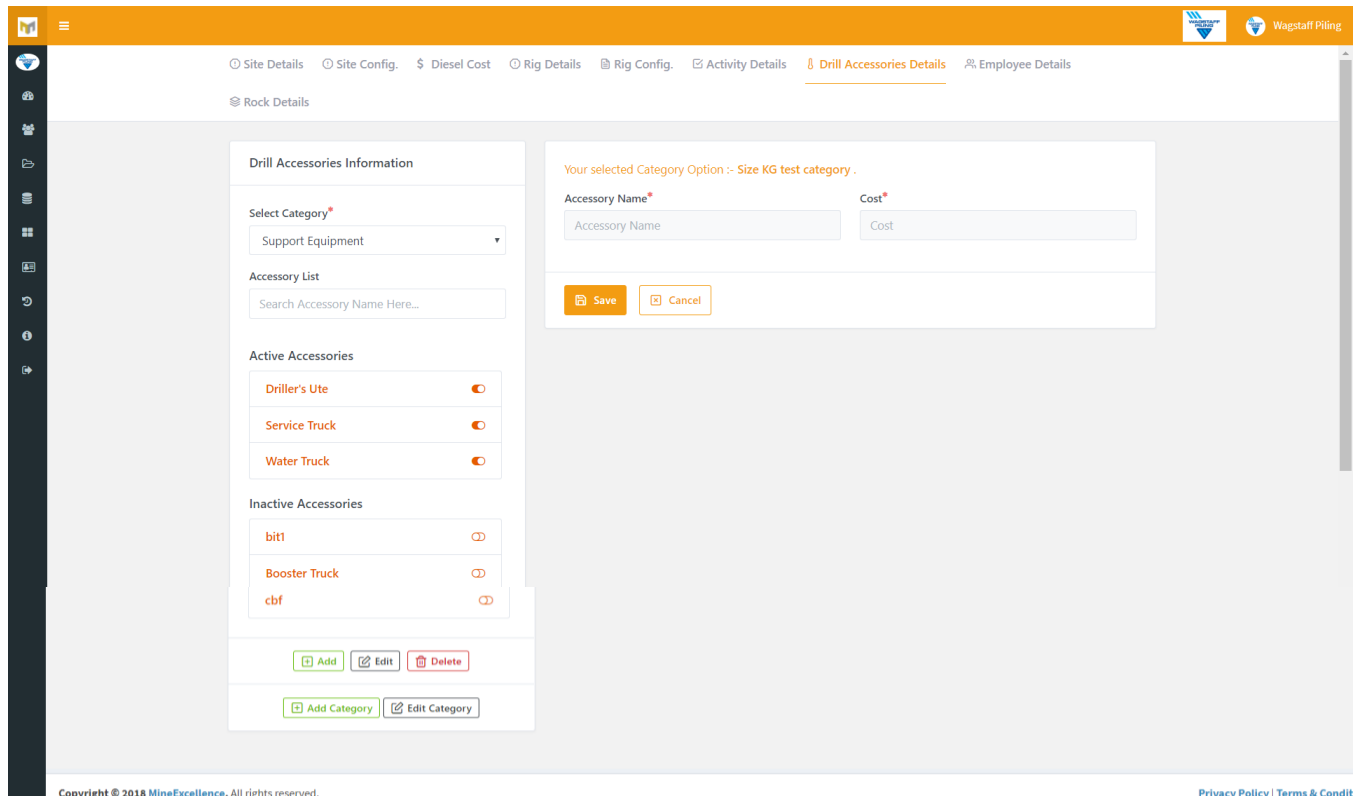 WAGSTAFF PILING
Wagstaff Piling
Site Details Site Config. $ Diesel Cost Rig Details Rig Config. Activity Details Drill Accessories Details Employee Details
Rock Details
Drill Accessories Information
Your selected Category Option :- Size KG test category .
Select Category*
Accessory Name* Cost*
Support Equipment
Accessory Name Cost
Accessory List
Search Accessory Name Here...
Save Cancel
Active Accessories
Driller's Ute
Service Truck
Water Truck
Inactive Accessories
bit1
Booster Truck
cbf
Add Edit Delete
Add Category Edit Category
Copyright © 2018 MineExcellence. All rights reserved. Privacy Policy | Terms & Condit